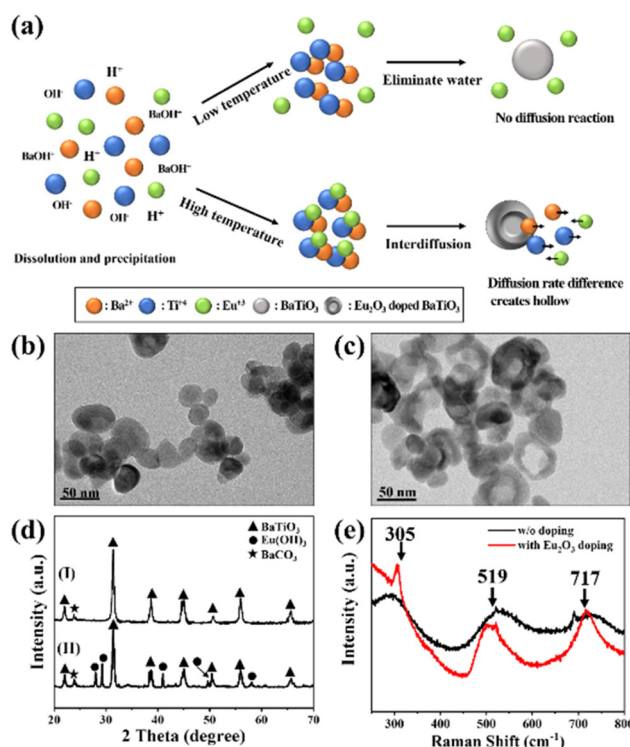 (a)
H⁺
OH⁻
BaOH⁺
BaOH⁺
H⁺
BaOH⁺
OH⁻
OH⁻
H⁺
Dissolution and precipitation
Low temperature
High temperature
Eliminate water
Interdiffusion
No diffusion reaction
Diffusion rate difference
creates hollow
: Ba²⁺ : Ti⁺⁴ : Eu⁺³ : BaTiO₃ : Eu₂O₃ doped BaTiO₃
(b)
50 nm
(c)
50 nm
(d)
▲ BaTiO₃
● Eu(OH)₃
★ BaCO₃
(I)
(II)
Intensity (a.u.)
20 30 40 50 60 70
2 Theta (degree)
(e)
w/o doping
with Eu₂O₃ doping
305
519
717
Intensity (a.u.)
300 400 500 600 700 800
Raman Shift (cm⁻¹)